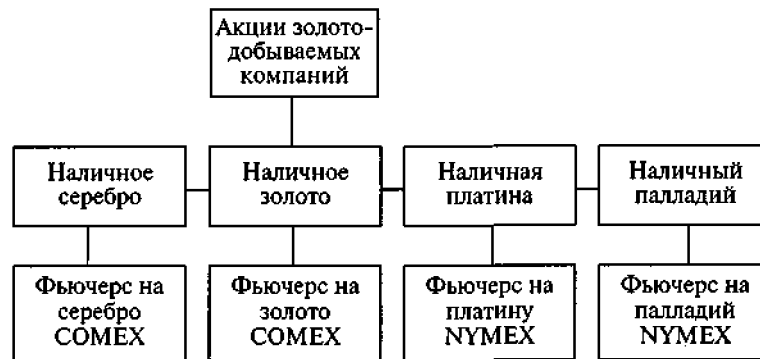 Акции золото-
добываемых
компаний
Наличное
серебро
Наличное
золото
Наличная
платина
Наличный
палладий
Фьючерс на
серебро
COMEX
Фьючерс на
золото
COMEX
Фьючерс на
платину
NYMEX
Фьючерс на
палладий
NYMEX